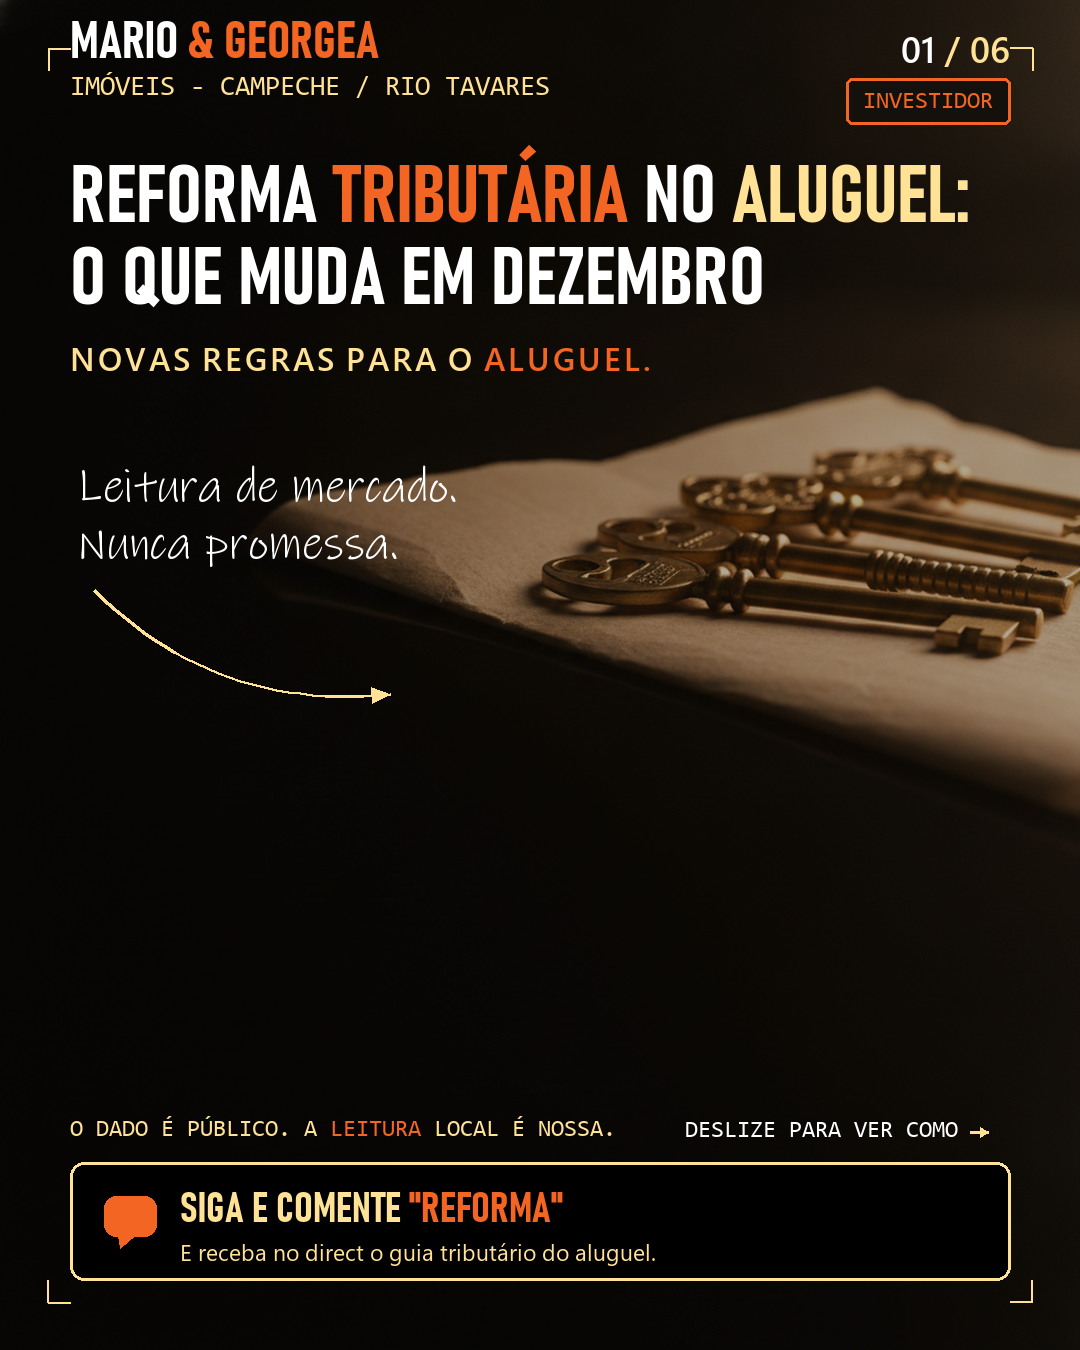 MARIO & GEORGEA
IMÓVEIS - CAMPECHE / RIO TAVARES
01 / 06
INVESTIDOR
REFORMA TRIBUTÁRIA NO ALUGUEL:
O QUE MUDA EM DEZEMBRO
NOVAS REGRAS PARA O ALUGUEL.
Leitura de mercado.
Nunca promessa.
O DADO É PÚBLICO. A LEITURA LOCAL É NOSSA.
DESLIZE PARA VER COMO
SIGA E COMENTE "REFORMA"
E receba no direct o guia tributário do aluguel.